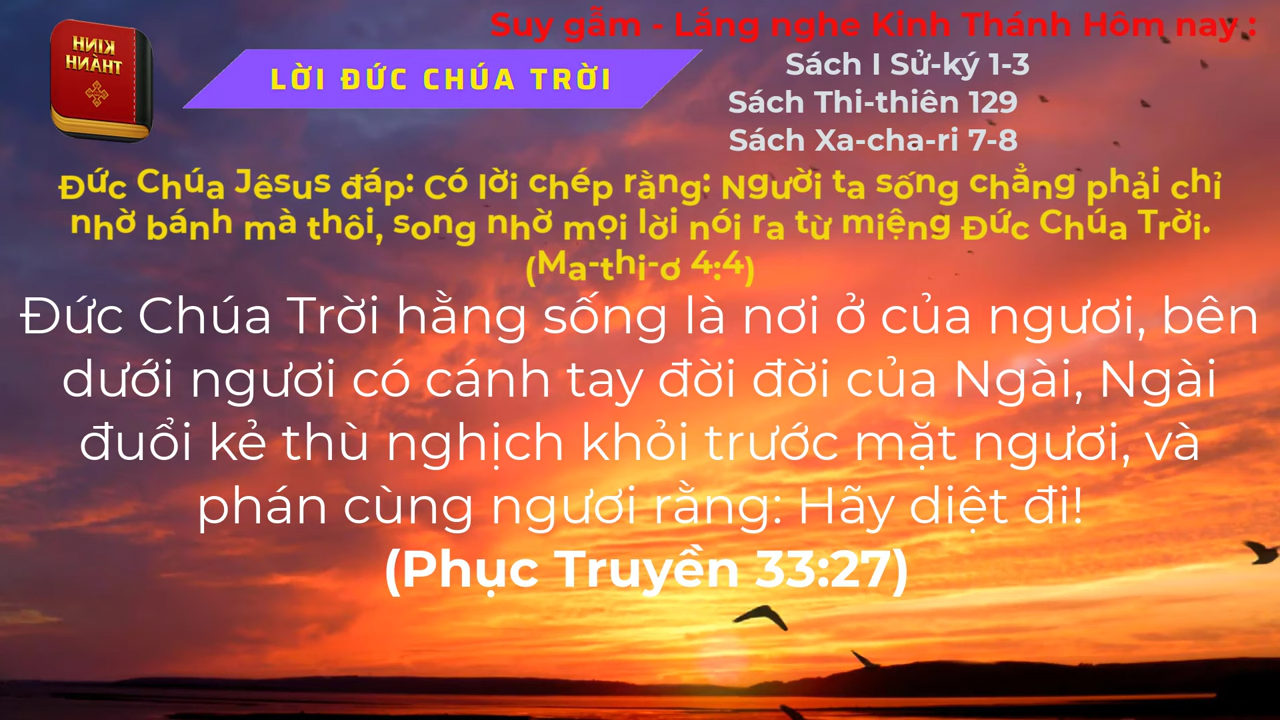 Suy gẫm - Lắng nghe Kinh Thánh Hôm nay :
KINH
THÁNH
LỜI ĐỨC CHÚA TRỜI
Sách I Sử-ký 1-3
Sách Thi-thiên 129
Sách Xa-cha-ri 7-8
Đức Chúa Jêsus đáp: Có lời chép rằng: Người ta sống chẳng phải chỉ
nhờ bánh mà thôi, song nhờ mọi lời nói ra từ miệng Đức Chúa Trời.
(Ma-thi-ơ 4:4)
Đức Chúa Trời hằng sống là nơi ở của ngươi, bên
dưới ngươi có cánh tay đời đời của Ngài, Ngài
đuổi kẻ thù nghịch khỏi trước mặt ngươi, và
phán cùng ngươi rằng: Hãy diệt đi!
(Phục Truyền 33:27)